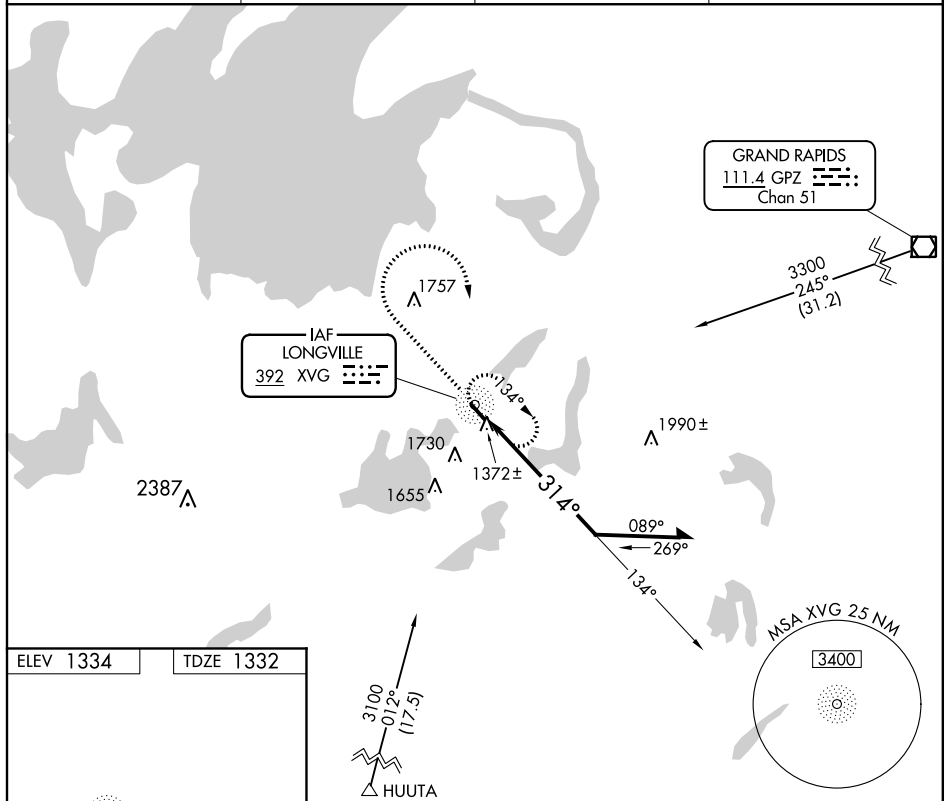 GRAND RAPIDS
111.4 GPZ
Chan 51
3300
245°
(31.2)
1757
IAF
LONGVILLE
392 XVG
134°
1990±
1730
1372±
1655
2387
314°
089°
269°
134°
MSA XVG 25 NM
3400
ELEV 1334
TDZE 1332
3100
012°
(17.5)
HUUTA